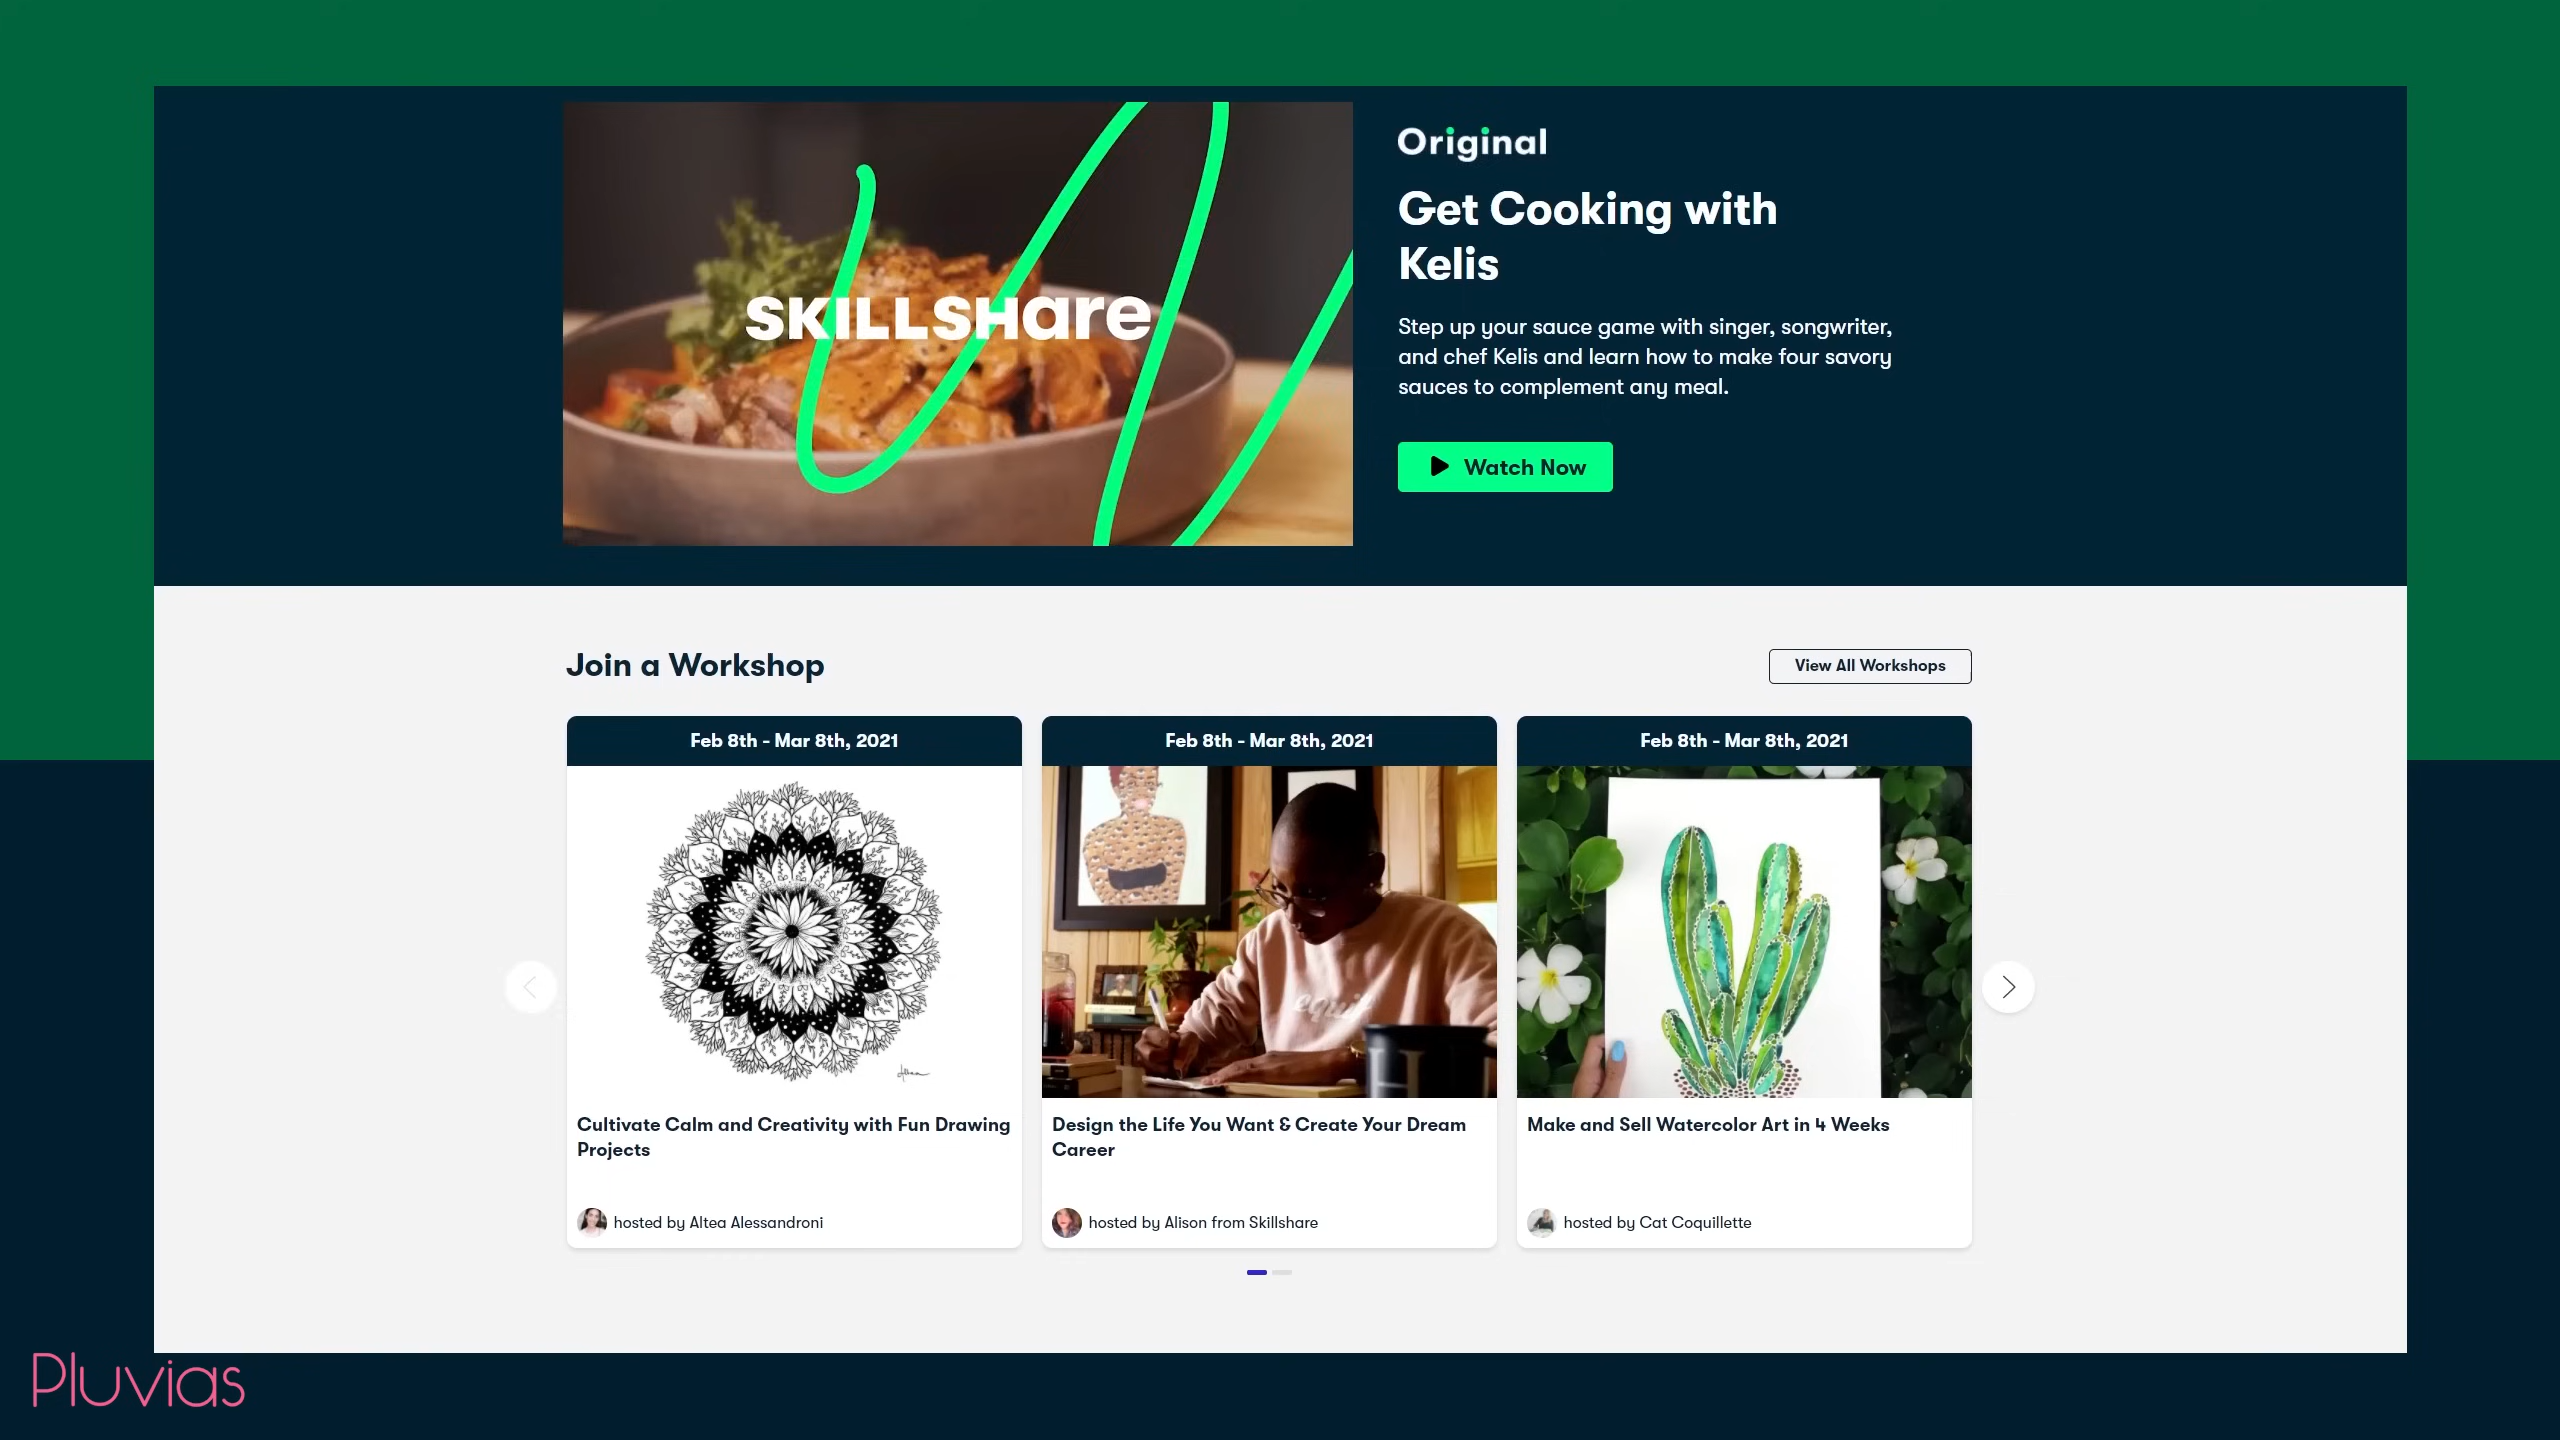 SKILLSHare
Original
Get Cooking with
Kelis
Step up your sauce game with singer, songwriter,
and chef Kelis and learn how to make four savory
sauces to complement any meal.
Watch Now
Join a Workshop
View All Workshops
Feb 8th - Mar 8th, 2021
Cultivate Calm and Creativity with Fun Drawing
Projects
hosted by Altea Alessandroni
Feb 8th - Mar 8th, 2021
equip
H
Design the Life You Want & Create Your Dream
Career
hosted by Alison from Skillshare
Feb 8th - Mar 8th, 2021
Make and Sell Watercolor Art in 4 Weeks
hosted by Cat Coquillette
Pluvias